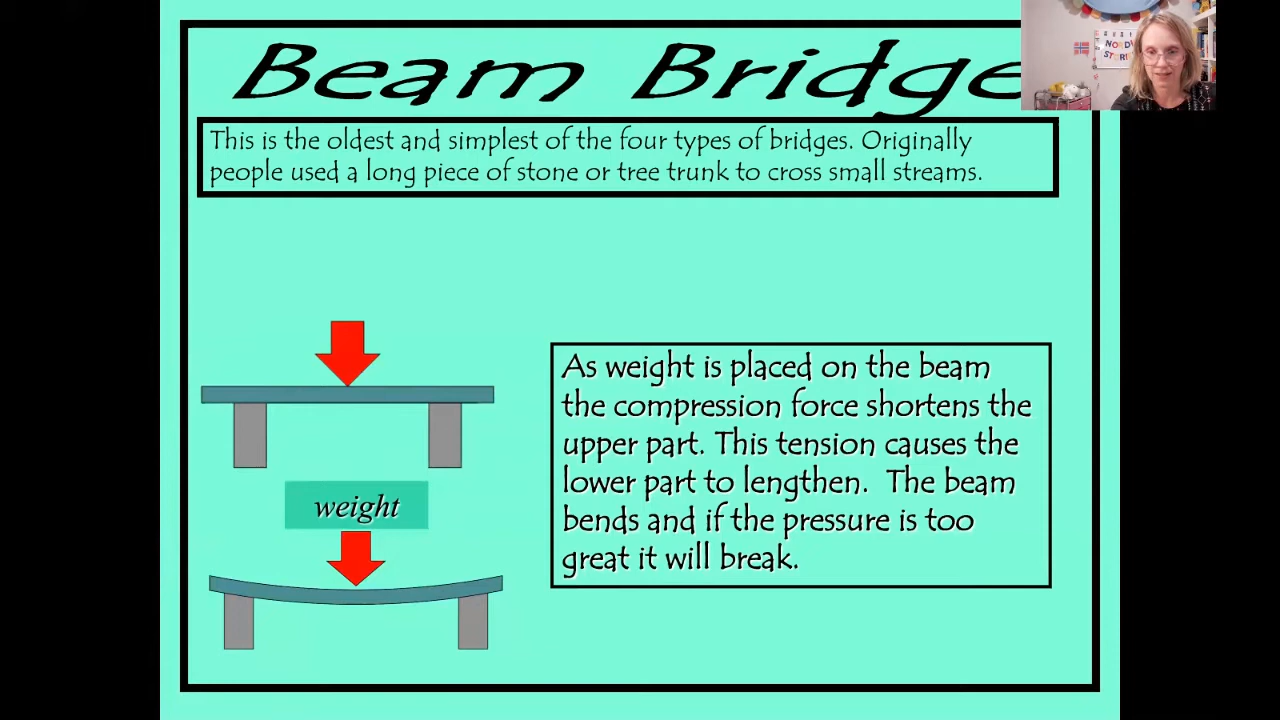 Beam Bridge
This is the oldest and simplest of the four types of bridges. Originally
people used a long piece of stone or tree trunk to cross small streams.
As weight is placed on the beam
the compression force shortens the
upper part. This tension causes the
lower part to lengthen. The beam
bends and if the pressure is too
great it will break.
weight